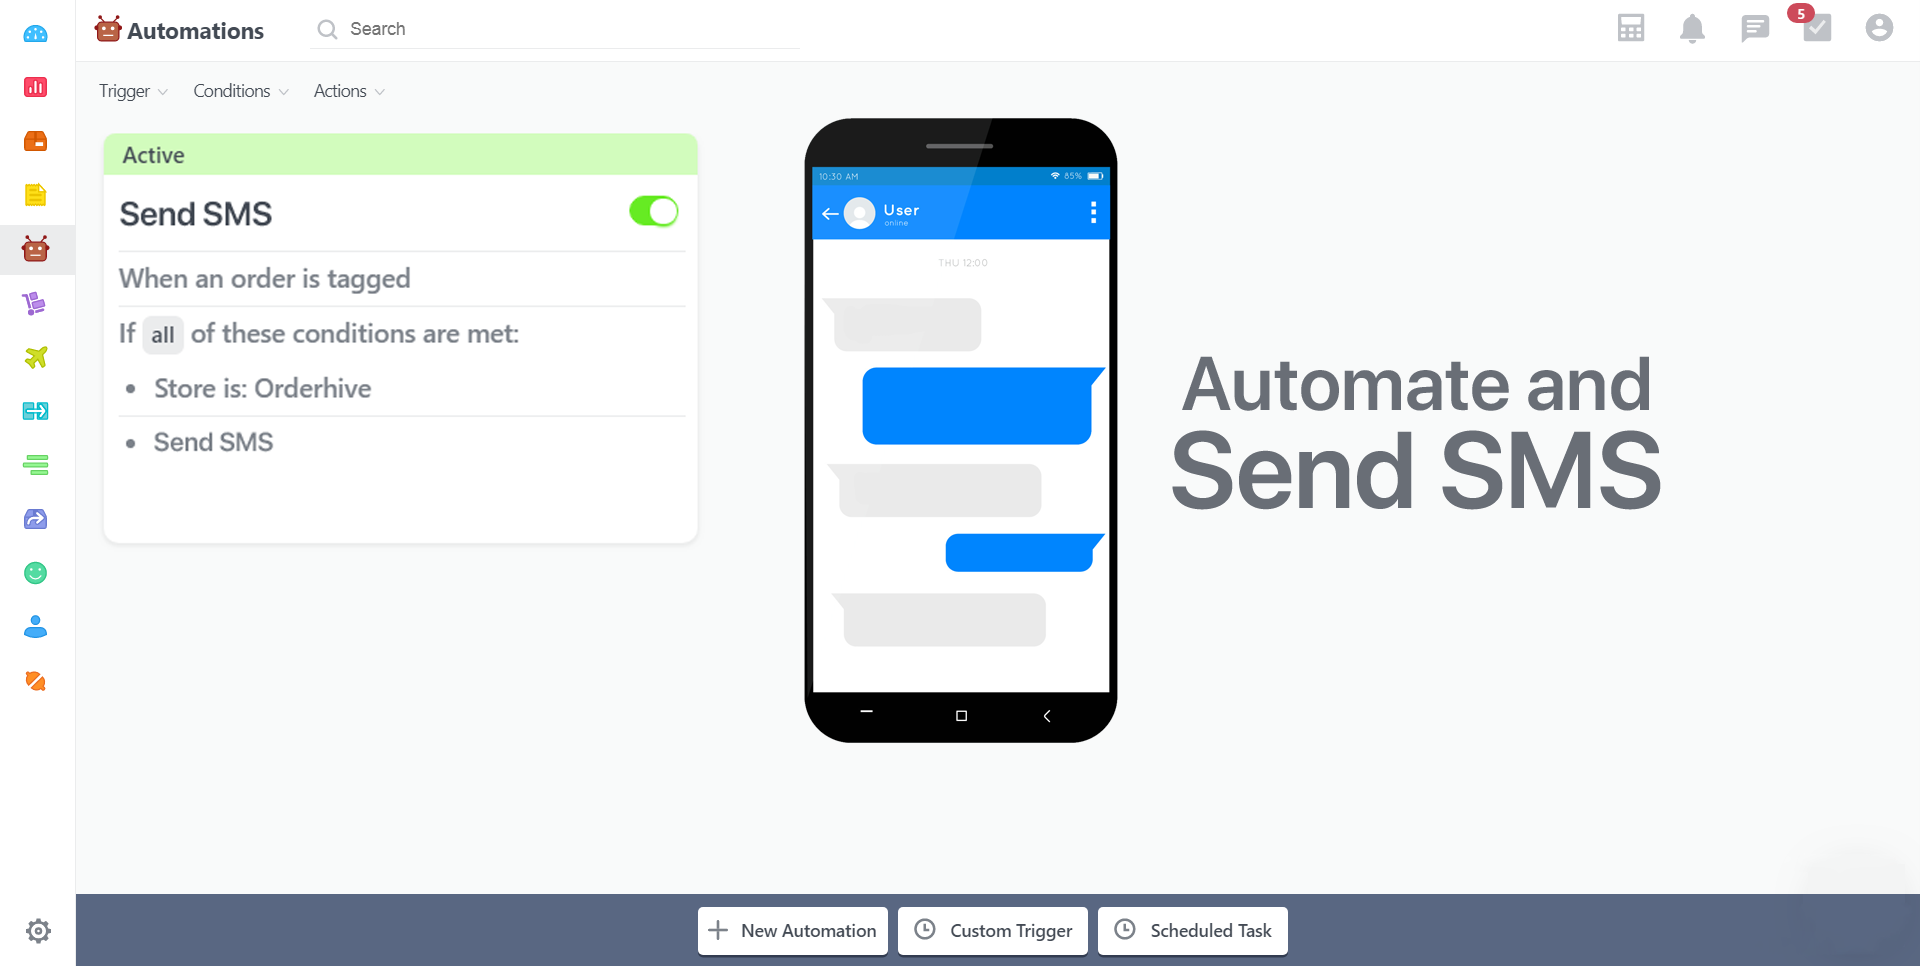 Automations
Search
5
Trigger
Conditions
Actions
Active
Send SMS
When an order is tagged
If all of these conditions are met:
• Store is: Orderhive
• Send SMS
10:30 AM
85%
User
online
THU 12:00
Automate and
Send SMS
New Automation
Custom Trigger
Scheduled Task